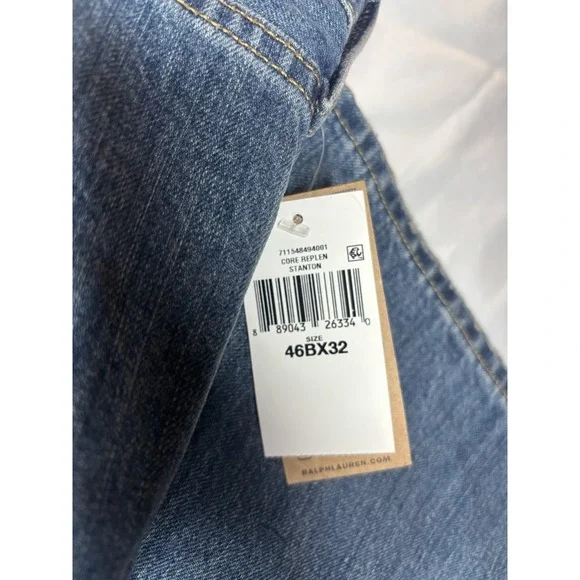 711548494001
CORE REPLEN
STANTON
8 89043 26334 0
SIZE
46BX32
RALPHLAUREN.COM